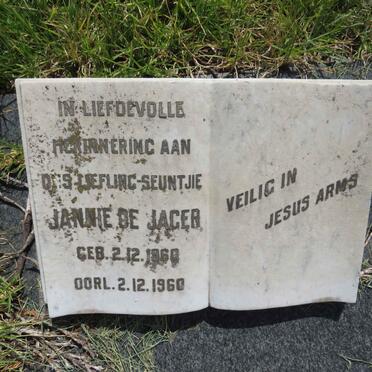 IN LIEFDEVOLLE
HERINNERING AAN
ONS LIEFLING-SEUNTJIE
JANNIE DE JAGER
GEB. 2.12.1960
OORL. 2.12.1960
VEILIG IN
JESUS ARMS